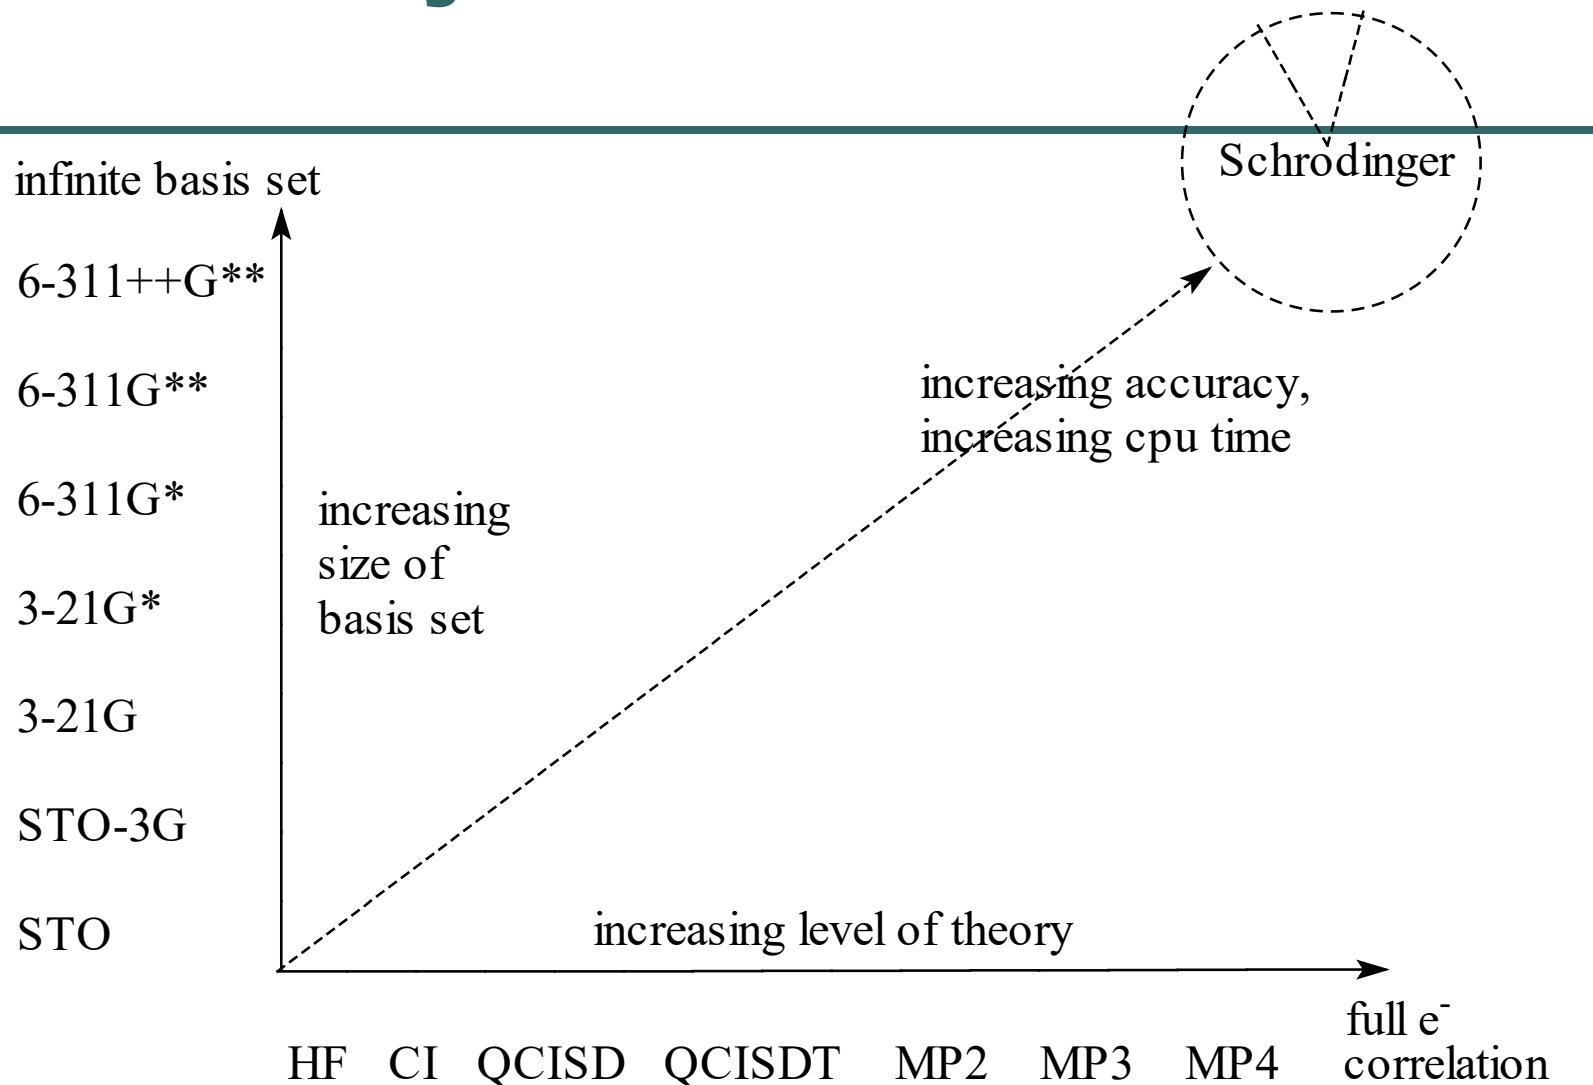 Schrodinger
infinite basis set
6-311++G**
6-311G**
6-311G*
3-21G*
3-21G
STO-3G
STO
increasing accuracy,
increasing cpu time
increasing
size of
basis set
increasing level of theory
HF CI QCISD QCISDT MP2 MP3 MP4
full e-
correlation